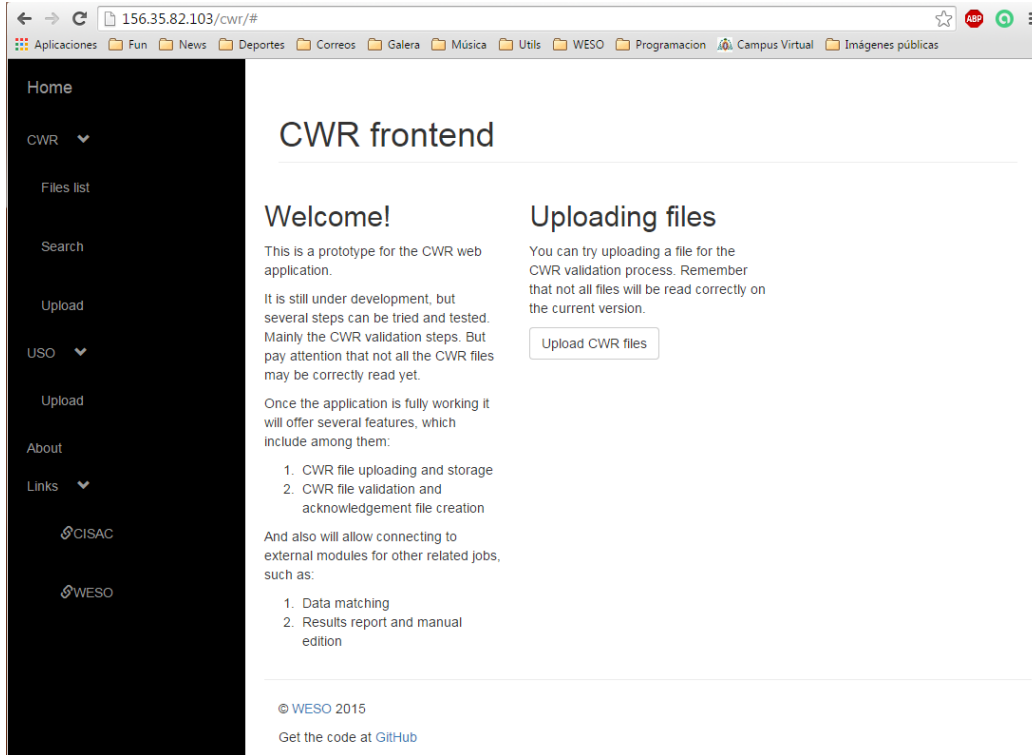 156.35.82.103/cwr/#
ABP
Aplicaciones Fun News Deportes Correos Galera Música Utils WESO Programacion Campus Virtual Imágenes públicas
Home
CWR
Files list
Search
Upload
USO
Upload
About
Links
CISAC
WESO
CWR frontend
Welcome!
This is a prototype for the CWR web
application.
It is still under development, but
several steps can be tried and tested.
Mainly the CWR validation steps. But
pay attention that not all the CWR files
may be correctly read yet.
Once the application is fully working it
will offer several features, which
include among them:
1. CWR file uploading and storage
2. CWR file validation and
acknowledgement file creation
And also will allow connecting to
external modules for other related jobs,
such as:
1. Data matching
2. Results report and manual
edition
Uploading files
You can try uploading a file for the
CWR validation process. Remember
that not all files will be read correctly on
the current version.
Upload CWR files
© WESO 2015
Get the code at GitHub